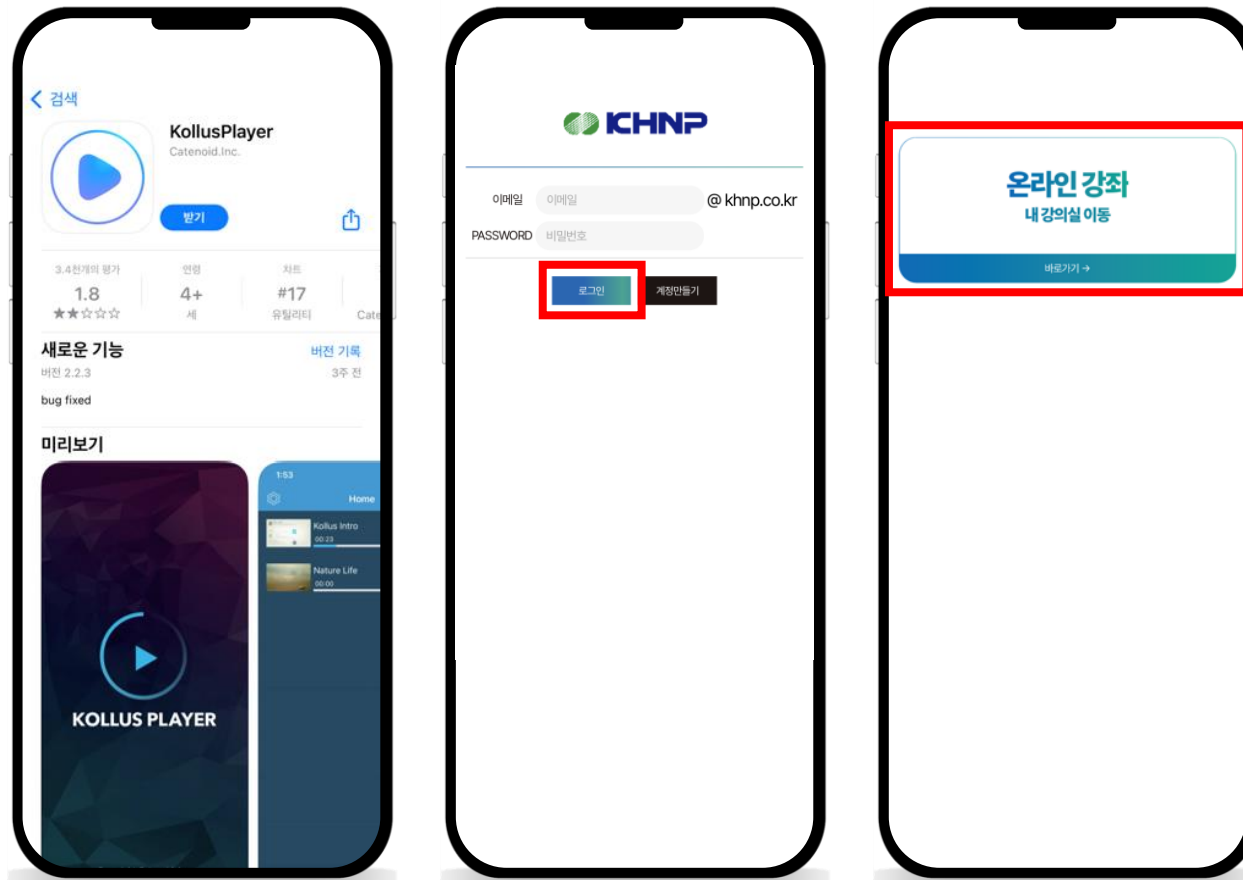 검색
KollusPlayer
Catenoid.Inc.
받기
3.4천개의 평가
연령
차트
1.8
4+
#17
★★☆☆☆
세
유틸리티
Cate
새로운 기능
버전 기록
버전 2.2.3
3주 전
bug fixed
미리보기
KOLLUS PLAYER
1:53
Home
Kollus Intro
00:23
Nature Life
00:00
KHNP
이메일
이메일
@ khnp.co.kr
PASSWORD
비밀번호
로그인
계정만들기
온라인 강좌
내 강의실 이동
바로가기 →